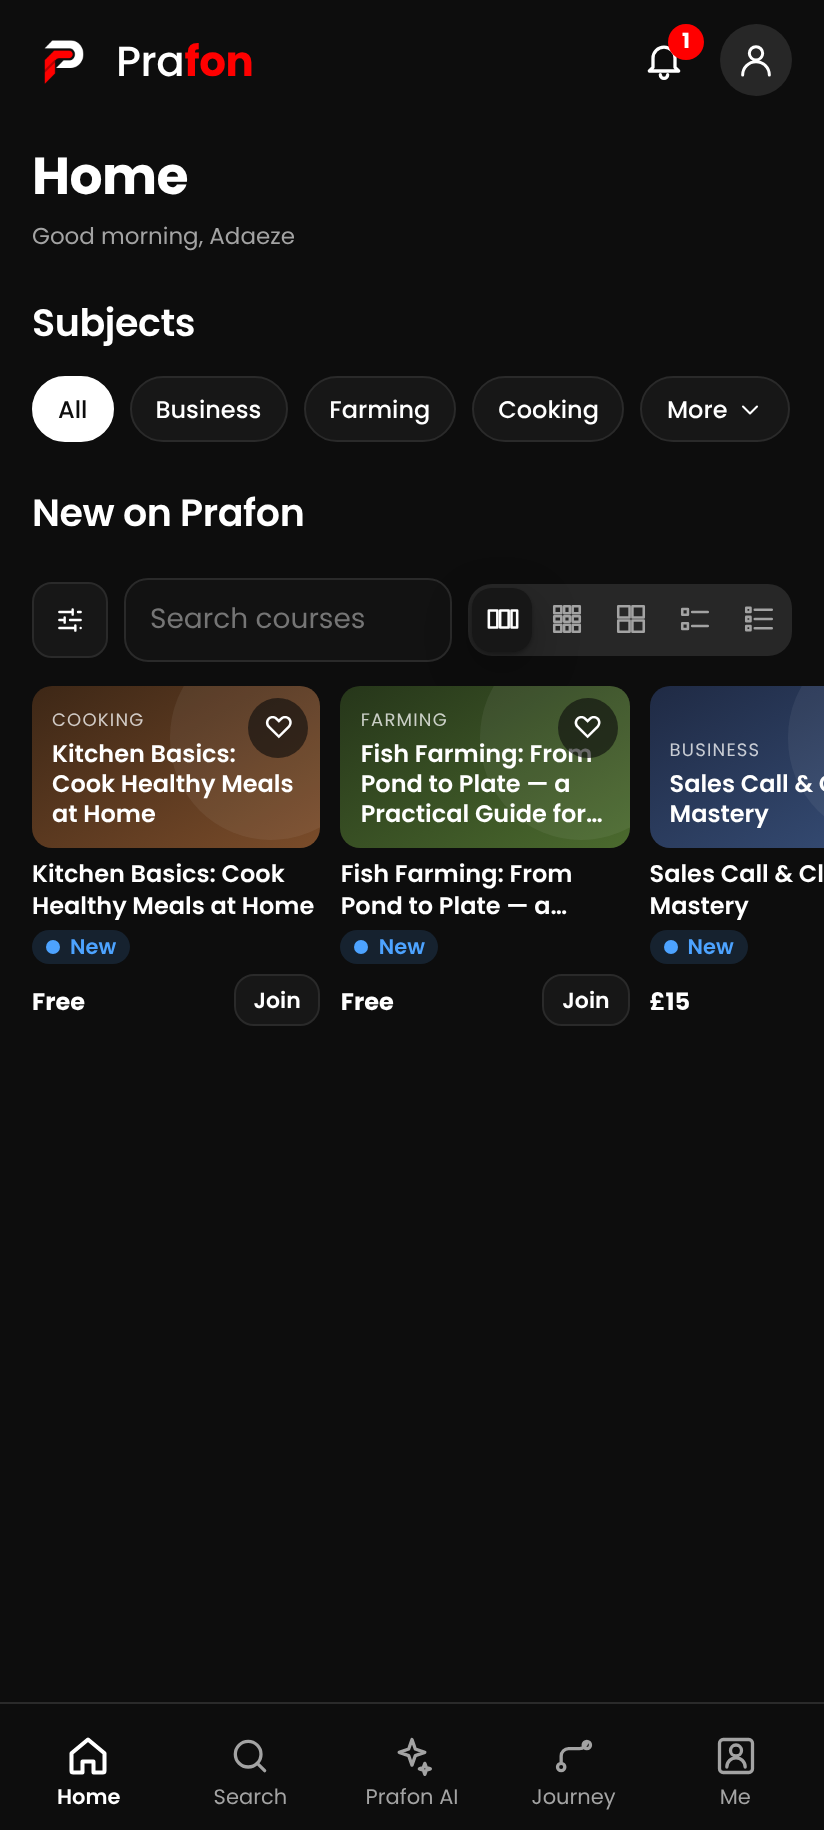 Prafon
1
Home
Good morning, Adaeze
Subjects
All
Business
Farming
Cooking
More
New on Prafon
Search courses
COOKING
Kitchen Basics:
Cook Healthy Meals
at Home
Kitchen Basics: Cook
Healthy Meals at Home
New
Free
Join
FARMING
Fish Farming: From
Pond to Plate — a
Practical Guide for...
Fish Farming: From
Pond to Plate — a...
New
Free
Join
BUSINESS
Sales Call &
Mastery
Sales Call & Cl
Mastery
New
£15
Home
Search
Prafon AI
Journey
Me